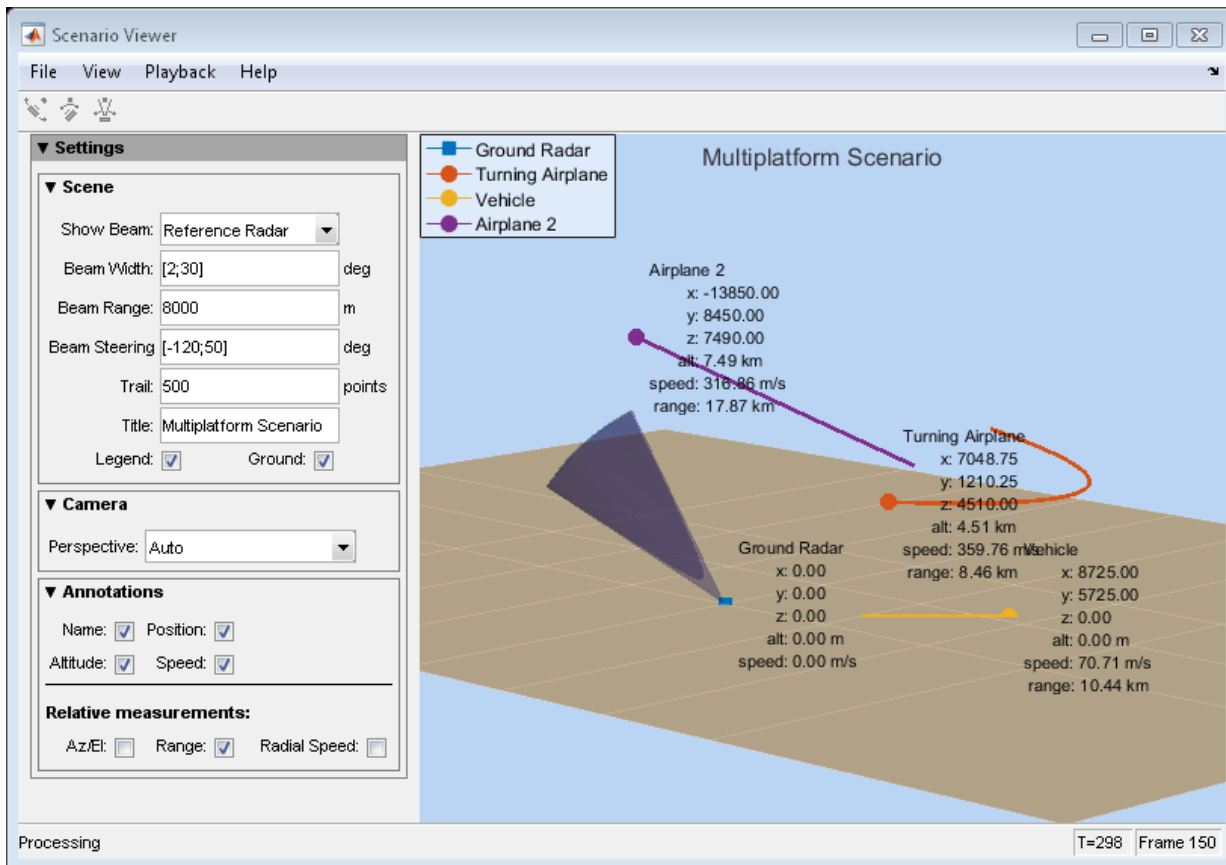 Scenario Viewer
File View Playback Help
▼ Settings
▼ Scene
Show Beam: Reference Radar
Beam Width: [2;30] deg
Beam Range: 8000 m
Beam Steering [-120;50] deg
Trail: 500 points
Title: Multiplatform Scenario
Legend: Ground:
▼ Camera
Perspective: Auto
▼ Annotations
Name: Position:
Altitude: Speed:
Relative measurements:
Az/El: Range: Radial Speed:
Ground Radar
Turning Airplane
Vehicle
Airplane 2
Multiplatform Scenario
Airplane 2
x: -13850.00
y: 8450.00
z: 7490.00
alt: 7.49 km
speed: 316.86 m/s
range: 17.87 km
Turning Airplane
x: 7048.75
y: 1210.25
z: 4510.00
alt: 4.51 km
speed: 359.76 m/s
range: 8.46 km
Ground Radar
x: 0.00
y: 0.00
z: 0.00
alt: 0.00 m
speed: 0.00 m/s
Vehicle
x: 8725.00
y: 5725.00
z: 0.00
alt: 0.00 m
speed: 70.71 m/s
range: 10.44 km
Processing
T=298 Frame 150